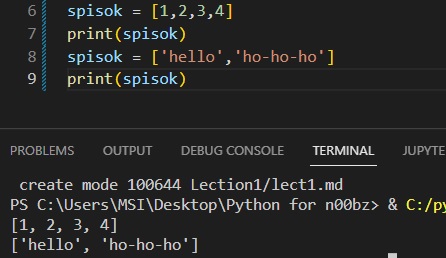 6 spisok = [1,2,3,4]
7 print(spisok)
8 spisok = ['hello','ho-ho-ho']
9 print(spisok)
PROBLEMS OUTPUT DEBUG CONSOLE TERMINAL JUPYTE
create mode 100644 Lection1/lect1.md
PS C:\Users\MSI\Desktop\Python for n00bz> & C:/py
[1, 2, 3, 4]
['hello', 'ho-ho-ho']